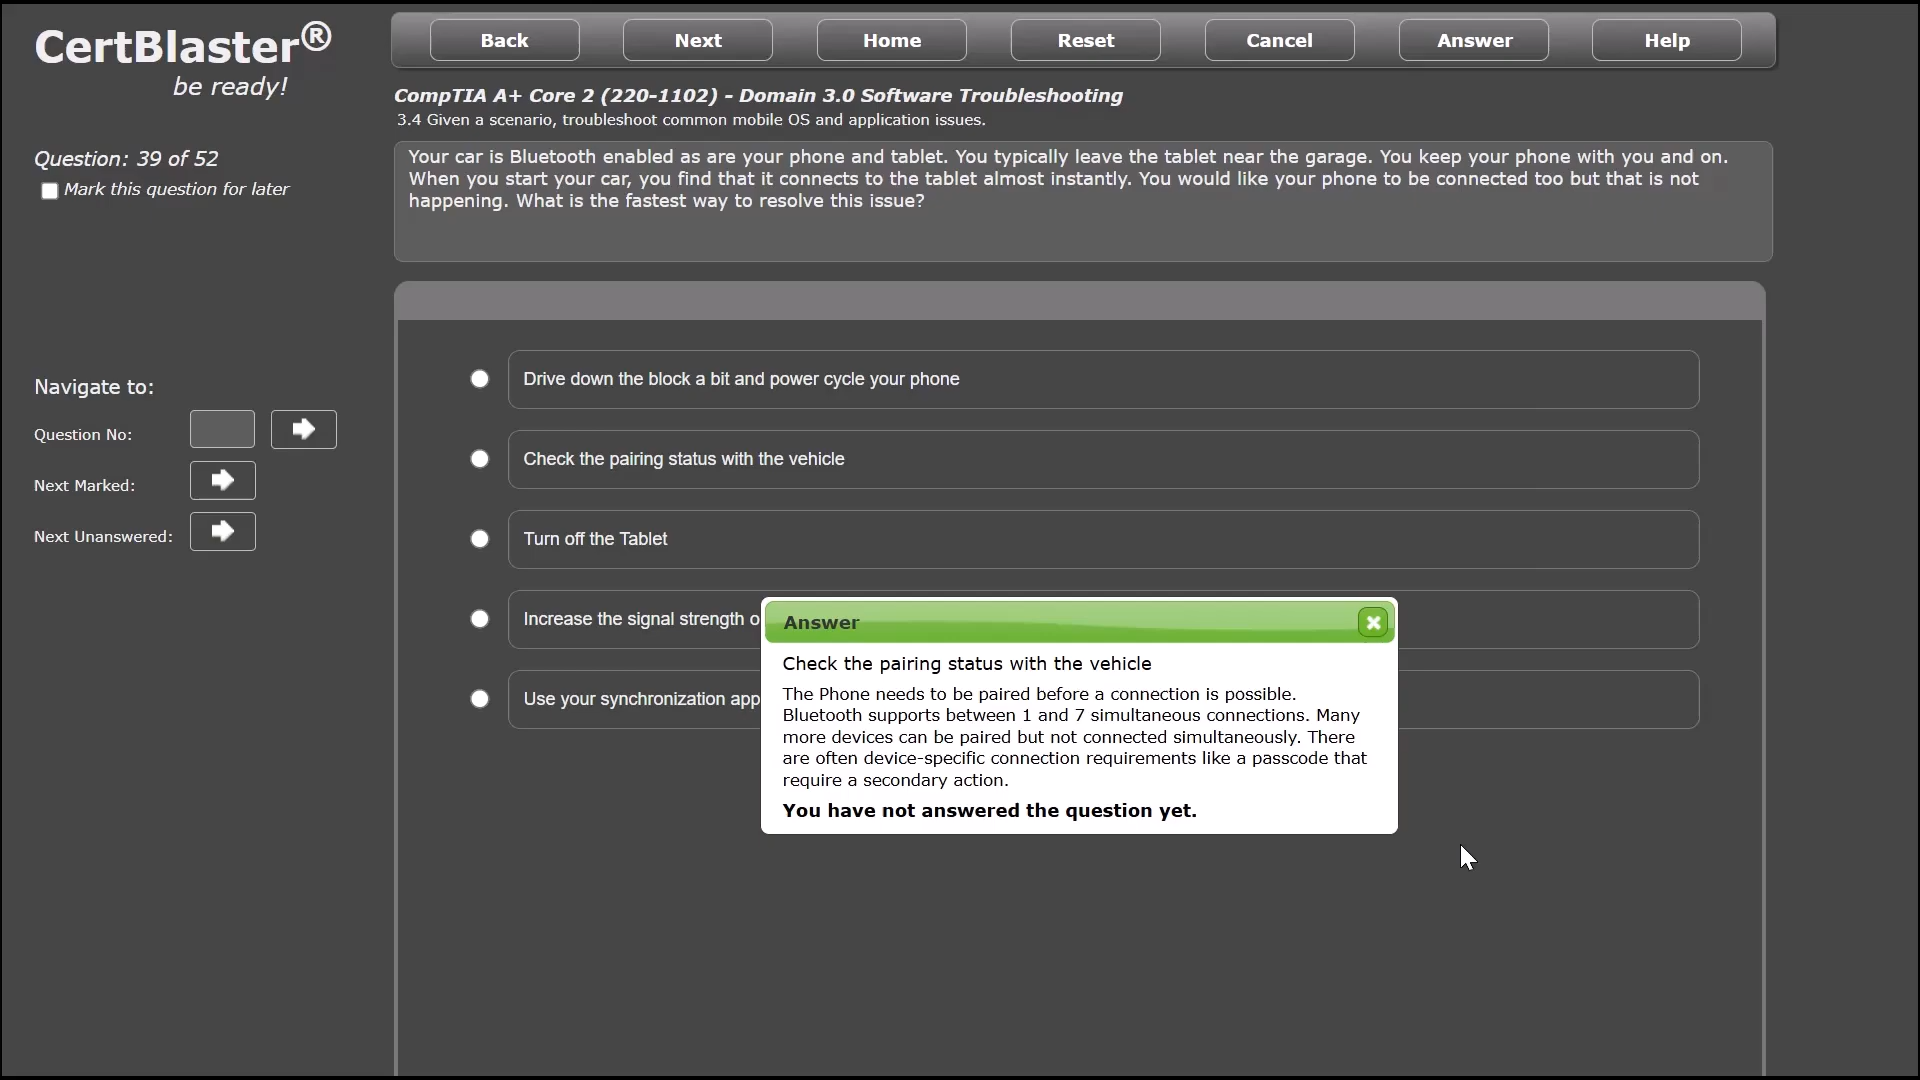 CertBlaster®
be ready!
Back
Next
Home
Reset
Cancel
Answer
Help
CompTIA A+ Core 2 (220-1102) - Domain 3.0 Software Troubleshooting
3.4 Given a scenario, troubleshoot common mobile OS and application issues.
Question: 39 of 52
Mark this question for later
Your car is Bluetooth enabled as are your phone and tablet. You typically leave the tablet near the garage. You keep your phone with you and on.
When you start your car, you find that it connects to the tablet almost instantly. You would like your phone to be connected too but that is not
happening. What is the fastest way to resolve this issue?
Navigate to:
Question No:
Next Marked:
Next Unanswered:
Drive down the block a bit and power cycle your phone
Check the pairing status with the vehicle
Turn off the Tablet
Increase the signal strength o
Use your synchronization app
Answer
Check the pairing status with the vehicle
The Phone needs to be paired before a connection is possible.
Bluetooth supports between 1 and 7 simultaneous connections. Many
more devices can be paired but not connected simultaneously. There
are often device-specific connection requirements like a passcode that
require a secondary action.
You have not answered the question yet.